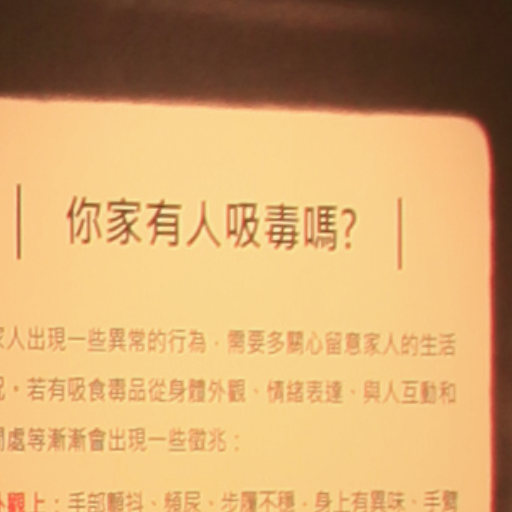 你家有人吸毒嗎?
家人出現一些異常的行為，需要多關心留意家人的生活
況。若有吸食毒品從身體外觀、情緒表達、與人互動和
間處等漸漸會出現一些徵兆：
外觀上：手部顫抖、頻尿、步履不穩，身上有異味、手臂